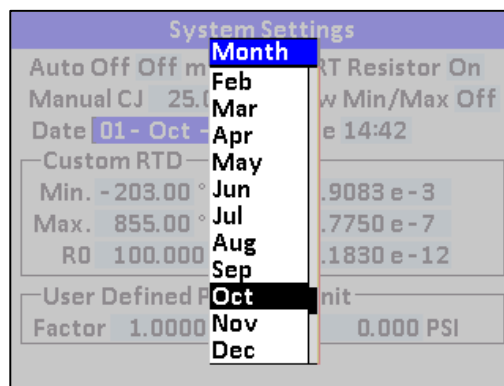 System Settings
Month
Auto Off Off m RT Resistor On
Feb
Manual CJ 25.0 w Min/Max Off
Mar
Date 01 - Oct - e 14:42
Apr
May
Custom RTD
Jun
Min. - 203.00 ° .9083 e - 3
Jul
Max. 855.00 ° .7750 e - 7
Aug
R0 100.000 .1830 e - 12
Sep
Oct
User Defined P nit
Nov
Factor 1.0000 0.000 PSI
Dec